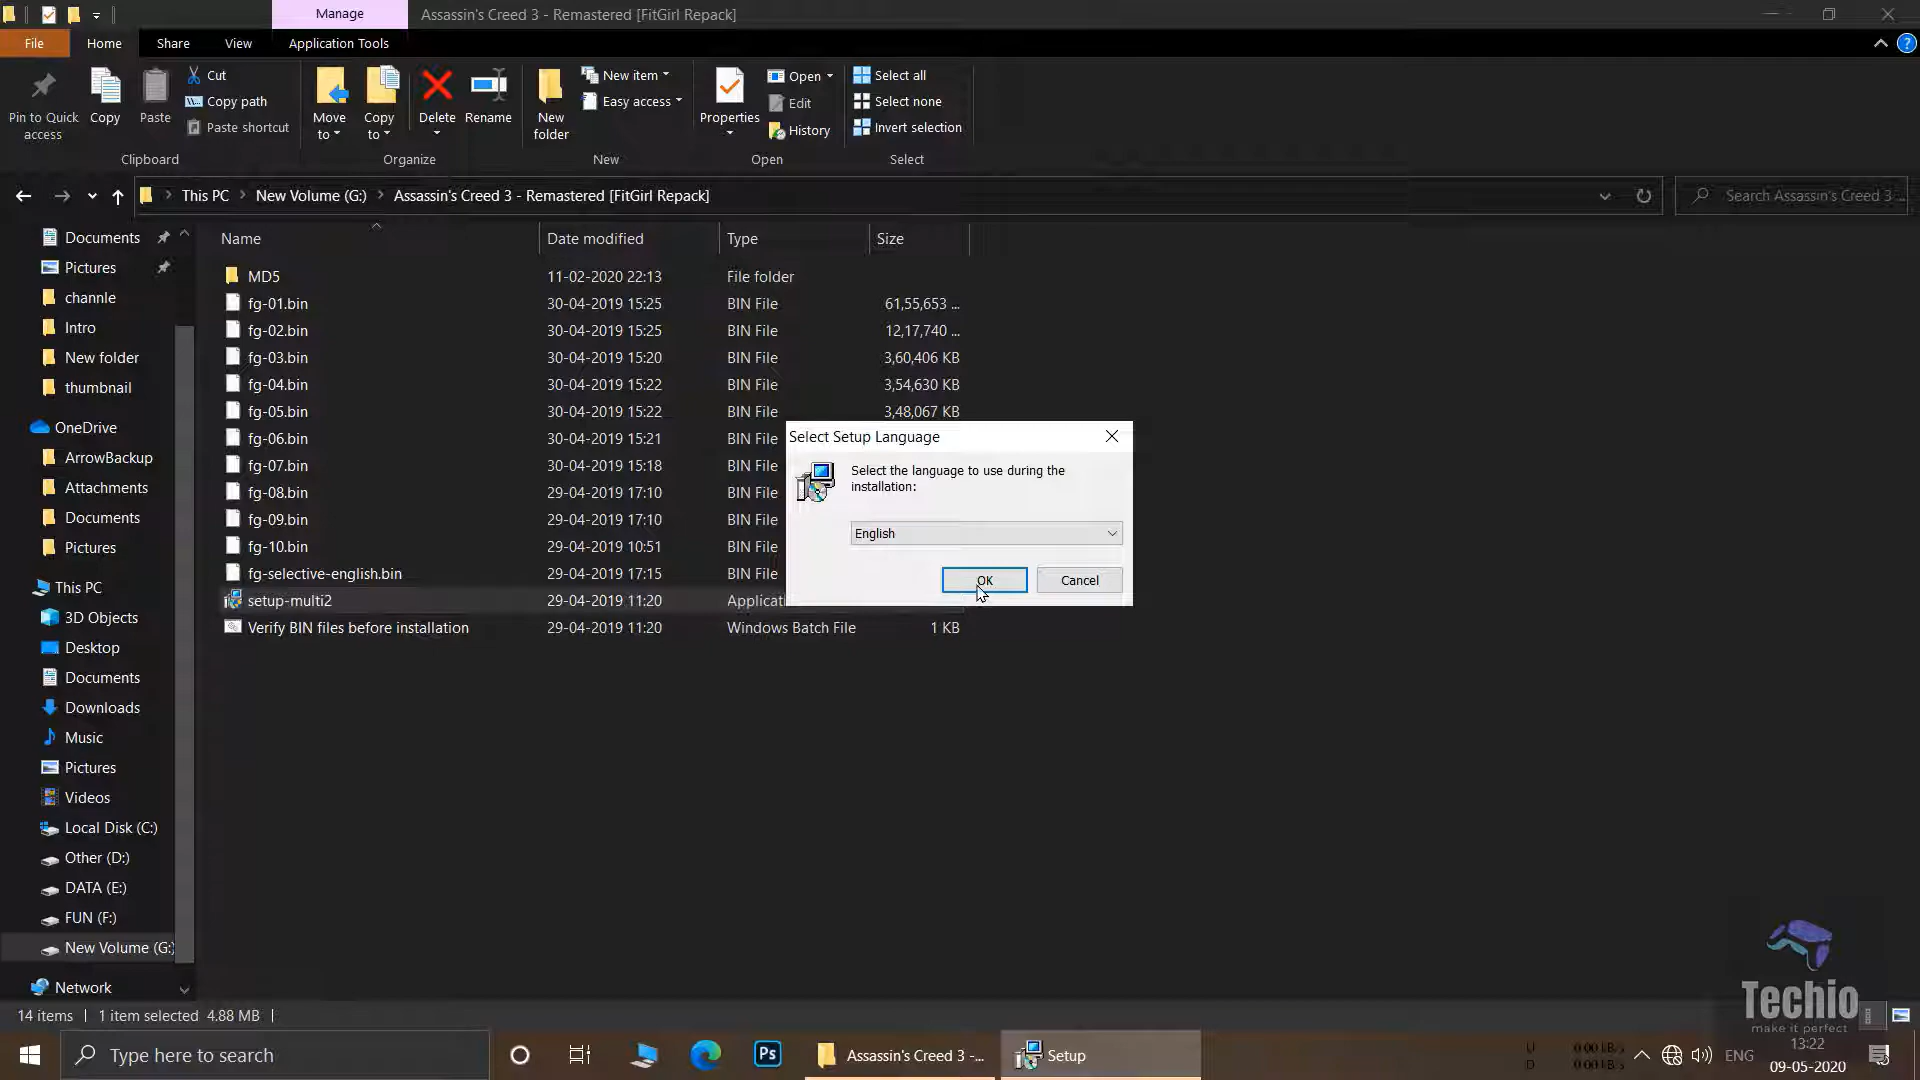 Manage
Assassin's Creed 3 - Remastered [FitGirl Repack]
File
Home
Share
View
Application Tools
Pin to Quick access
Copy
Paste
Cut
Copy path
Paste shortcut
Move to
Copy to
Delete
Rename
New folder
New item
Easy access
Properties
Open
Edit
History
Select all
Select none
Invert selection
Clipboard
Organize
New
Open
Select
This PC
New Volume (G:)
Assassin's Creed 3 - Remastered [FitGirl Repack]
Search Assassin's Creed 3 ...
Documents
Pictures
channle
Intro
New folder
thumbnail
OneDrive
ArrowBackup
Attachments
Documents
Pictures
This PC
3D Objects
Desktop
Documents
Downloads
Music
Pictures
Videos
Local Disk (C:)
Other (D:)
DATA (E:)
FUN (F:)
New Volume (G:)
Network
Name Date modified Type Size
MD5 11-02-2020 22:13 File folder
fg-01.bin 30-04-2019 15:25 BIN File 61,55,653 ...
fg-02.bin 30-04-2019 15:25 BIN File 12,17,740 ...
fg-03.bin 30-04-2019 15:20 BIN File 3,60,406 KB
fg-04.bin 30-04-2019 15:22 BIN File 3,54,630 KB
fg-05.bin 30-04-2019 15:22 BIN File 3,48,067 KB
fg-06.bin 30-04-2019 15:21 BIN File
fg-07.bin 30-04-2019 15:18 BIN File
fg-08.bin 29-04-2019 17:10 BIN File
fg-09.bin 29-04-2019 17:10 BIN File
fg-10.bin 29-04-2019 10:51 BIN File
fg-selective-english.bin 29-04-2019 17:15 BIN File
setup-multi2 29-04-2019 11:20 Applicati
Verify BIN files before installation 29-04-2019 11:20 Windows Batch File 1 KB
Select Setup Language
Select the language to use during the
installation:
English
OK
Cancel
14 items
1 item selected 4.88 MB
Techio
make it perfect
Type here to search
Ps
Assassin's Creed 3 -...
Setup
ENG
13:22
09-05-2020